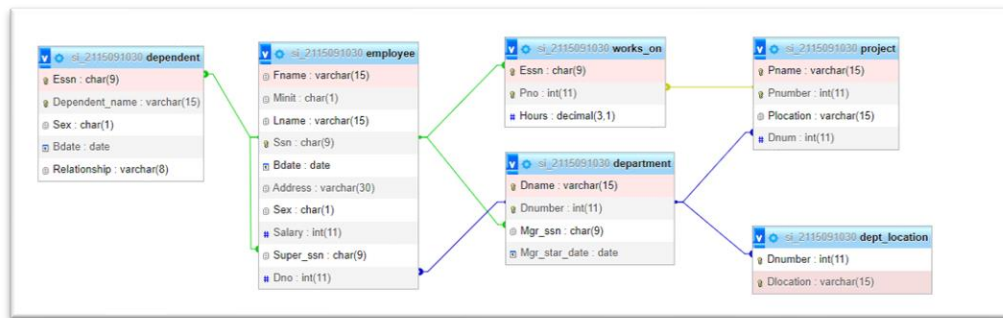 si_2115091030 dependent
Essn : char(9)
Dependent_name : varchar(15)
Sex : char(1)
Bdate : date
Relationship : varchar(8)
si_2115091030 employee
Fname : varchar(15)
Minit : char(1)
Lname : varchar(15)
Ssn : char(9)
Bdate : date
Address : varchar(30)
Sex : char(1)
Salary : int(11)
Super_ssn : char(9)
Dno : int(11)
si_2115091030 works_on
Essn : char(9)
Pno : int(11)
Hours : decimal(3,1)
si_2115091030 department
Dname : varchar(15)
Dnumber : int(11)
Mgr_ssn : char(9)
Mgr_star_date : date
si_2115091030 project
Pname : varchar(15)
Pnumber : int(11)
Plocation : varchar(15)
Dnum : int(11)
si_2115091030 dept_location
Dnumber : int(11)
Dlocation : varchar(15)